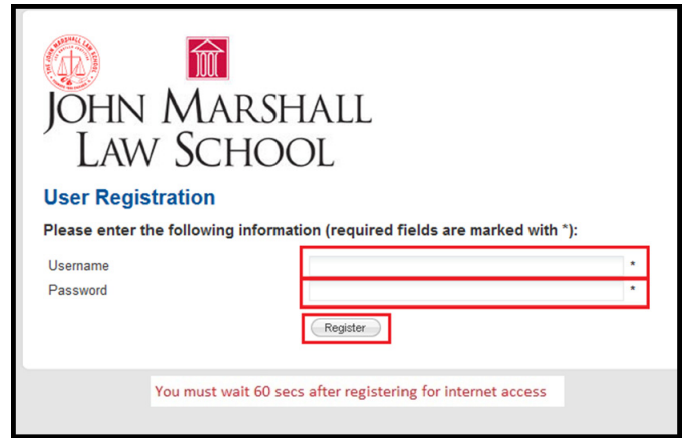 JOHN MARSHALL
LAW SCHOOL
User Registration
Please enter the following information (required fields are marked with *):
Username *
Password *
Register
You must wait 60 secs after registering for internet access